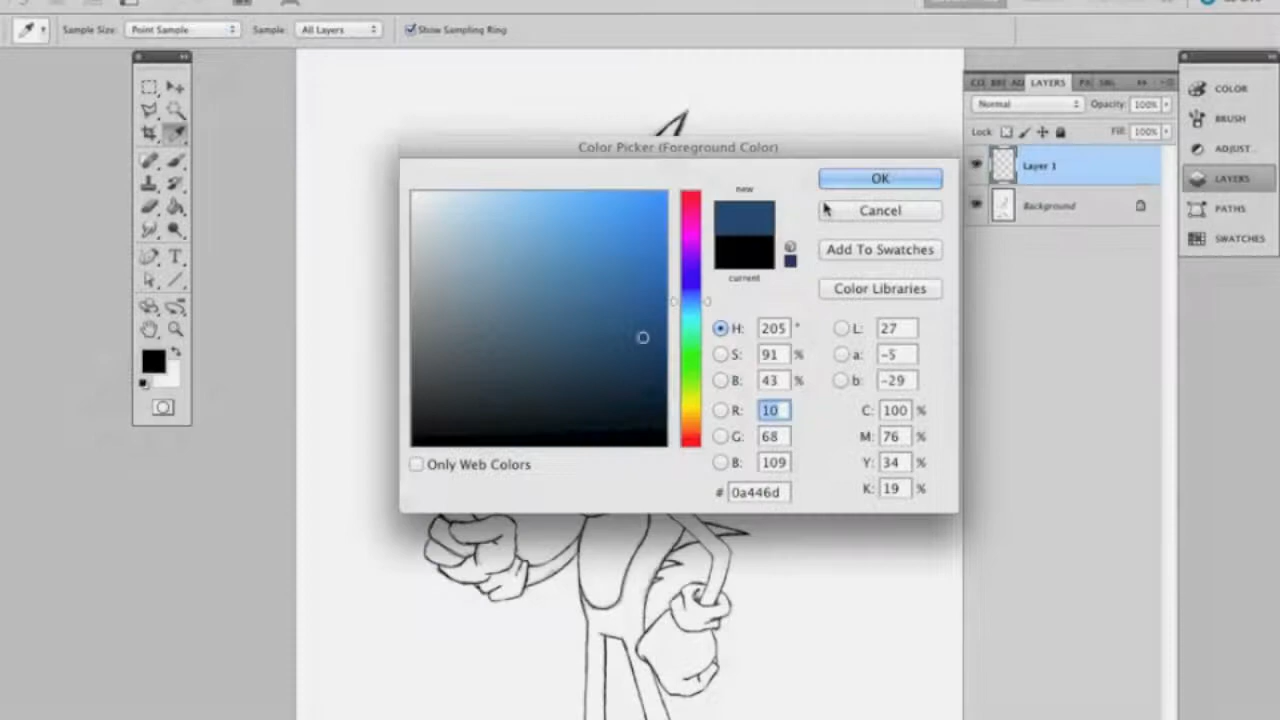 Sample Size: Point Sample Sample: All Layers Show Sampling Ring
LAYERS
Normal Opacity: 100%
Lock Fill: 100%
Layer 1
Background
COLOR
BRUSH
ADJUST
LAYERS
PATHS
SWATCHES
Color Picker (Foreground Color)
new
current
OK
Cancel
Add To Swatches
Color Libraries
H: 205 ° L: 27
S: 91 % a: -5
B: 43 % b: -29
R: 10 C: 100 %
G: 68 M: 76 %
B: 109 Y: 34 %
# 0a446d K: 19 %
Only Web Colors
T